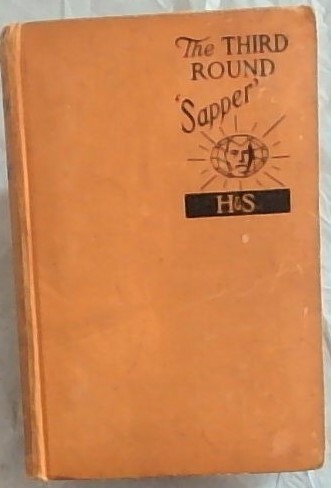 The THIRD
ROUND
'Sapper'
H&S